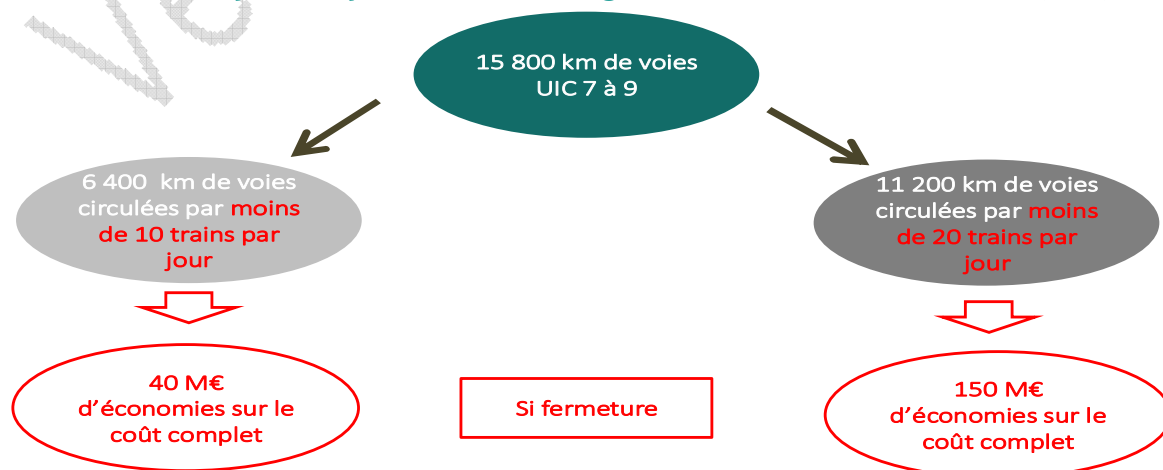 15 800 km de voies
UIC 7 à 9
6 400 km de voies
circulées par moins
de 10 trains par
jour
11 200 km de voies
circulées par moins
de 20 trains par
jour
40 M€
d'économies sur le
coût complet
Si fermeture
150 M€
d'économies sur le
coût complet